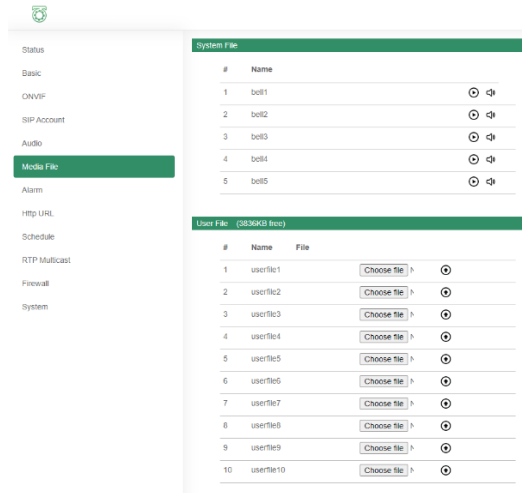 Status
Basic
ONVIF
SIP Account
Audio
Media File
Alarm
Http URL
Schedule
RTP Multicast
Firewall
System
System File
# Name
1 bell1
2 bell2
3 bell3
4 bell4
5 bell5
User File (3836KB free)
# Name File
1 userfile1 Choose file N
2 userfile2 Choose file N
3 userfile3 Choose file N
4 userfile4 Choose file N
5 userfile5 Choose file N
6 userfile6 Choose file N
7 userfile7 Choose file N
8 userfile8 Choose file N
9 userfile9 Choose file N
10 userfile10 Choose file N